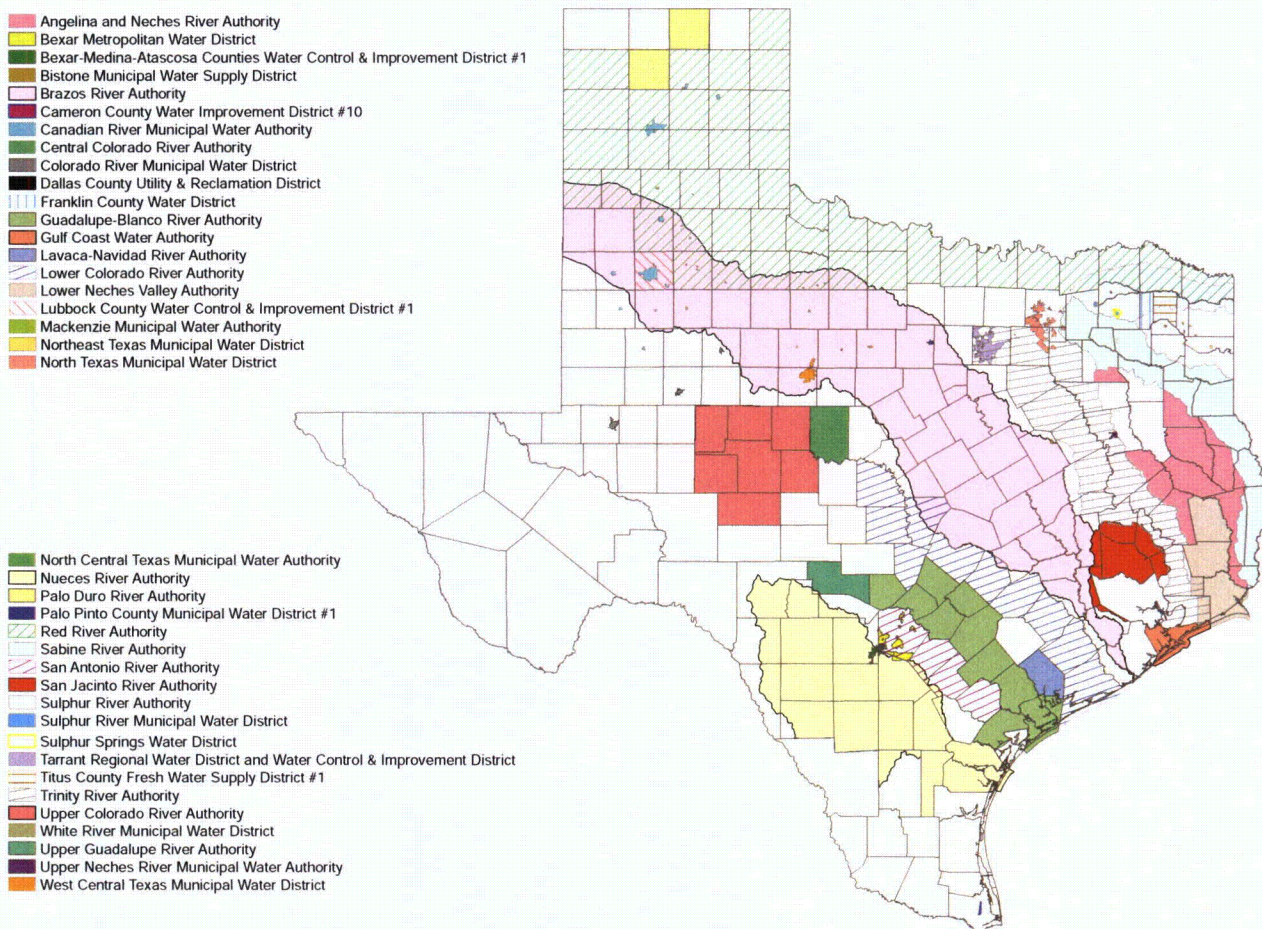 Angelina and Neches River Authority
Bexar Metropolitan Water District
Bexar-Medina-Atascosa Counties Water Control & Improvement District #1
Bistone Municipal Water Supply District
Brazos River Authority
Cameron County Water Improvement District #10
Canadian River Municipal Water Authority
Central Colorado River Authority
Colorado River Municipal Water District
Dallas County Utility & Reclamation District
Franklin County Water District
Guadalupe-Blanco River Authority
Gulf Coast Water Authority
Lavaca-Navidad River Authority
Lower Colorado River Authority
Lower Neches Valley Authority
Lubbock County Water Control & Improvement District #1
Mackenzie Municipal Water Authority
Northeast Texas Municipal Water District
North Texas Municipal Water District
North Central Texas Municipal Water Authority
Nueces River Authority
Palo Duro River Authority
Palo Pinto County Municipal Water District #1
Red River Authority
Sabine River Authority
San Antonio River Authority
San Jacinto River Authority
Sulphur River Authority
Sulphur River Municipal Water District
Sulphur Springs Water District
Tarrant Regional Water District and Water Control & Improvement District
Titus County Fresh Water Supply District #1
Trinity River Authority
Upper Colorado River Authority
White River Municipal Water District
Upper Guadalupe River Authority
Upper Neches River Municipal Water Authority
West Central Texas Municipal Water District